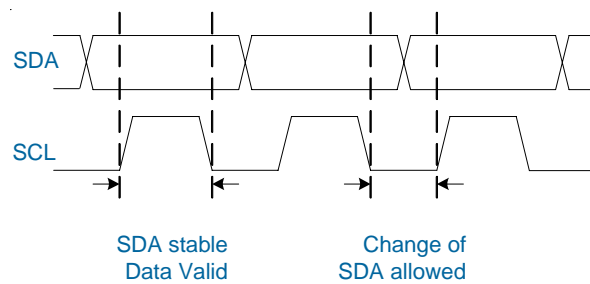 SDA
SCL
SDA stable
Data Valid
Change of
SDA allowed